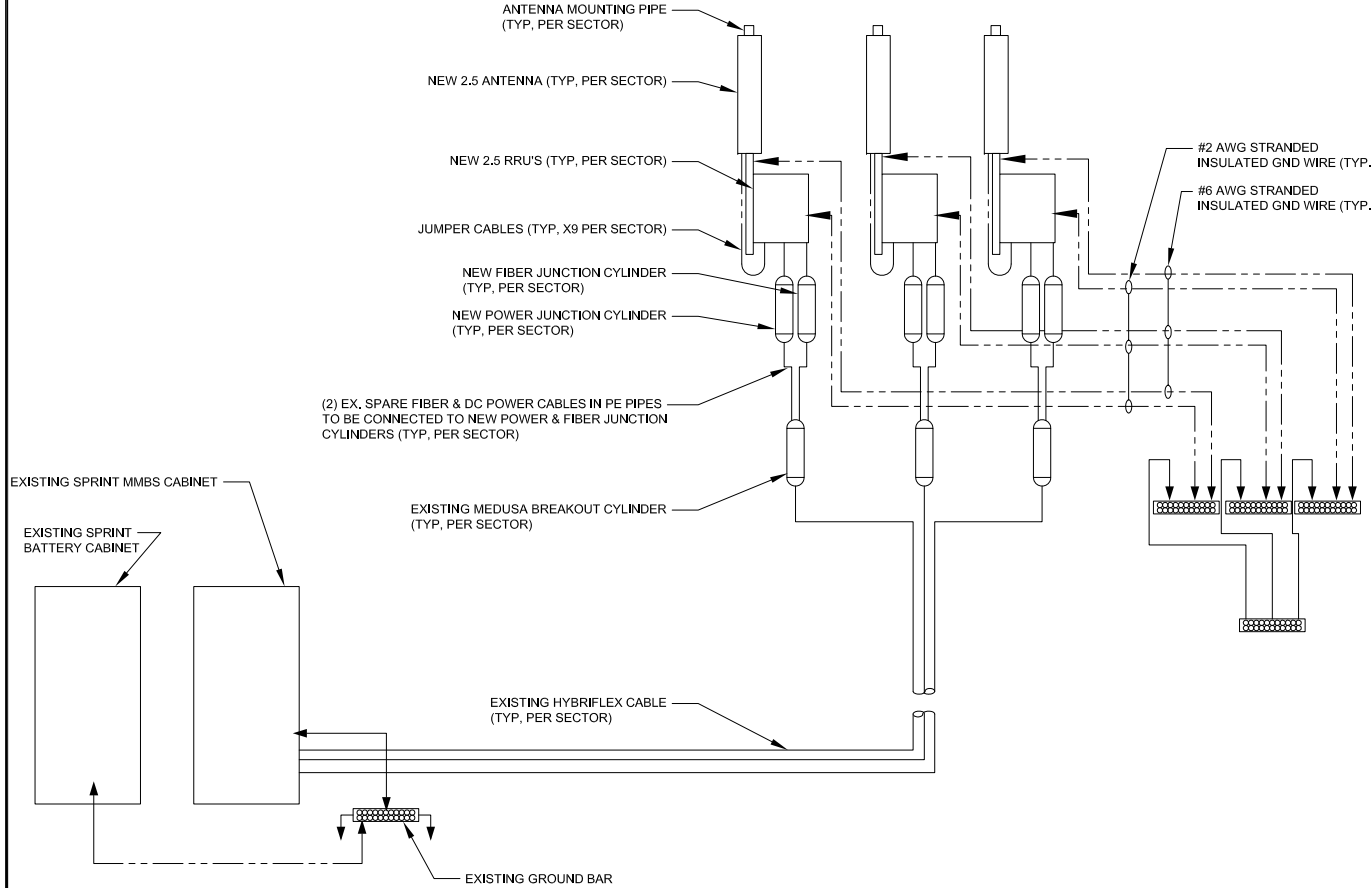 ANTENNA MOUNTING PIPE
(TYP, PER SECTOR)
NEW 2.5 ANTENNA (TYP, PER SECTOR)
NEW 2.5 RRU'S (TYP, PER SECTOR)
JUMPER CABLES (TYP, X9 PER SECTOR)
NEW FIBER JUNCTION CYLINDER
(TYP, PER SECTOR)
NEW POWER JUNCTION CYLINDER
(TYP, PER SECTOR)
(2) EX. SPARE FIBER & DC POWER CABLES IN PE PIPES
TO BE CONNECTED TO NEW POWER & FIBER JUNCTION
CYLINDERS (TYP, PER SECTOR)
#2 AWG STRANDED
INSULATED GND WIRE (TYP.
#6 AWG STRANDED
INSULATED GND WIRE (TYP.
EXISTING SPRINT MMBS CABINET
EXISTING SPRINT
BATTERY CABINET
EXISTING MEDUSA BREAKOUT CYLINDER
(TYP, PER SECTOR)
EXISTING HYBRIFLEX CABLE
(TYP, PER SECTOR)
EXISTING GROUND BAR